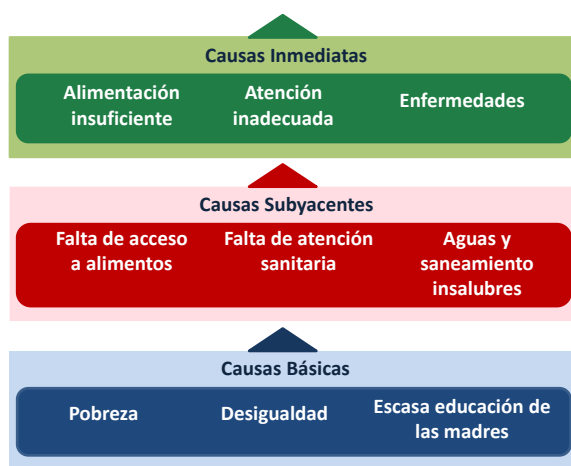 Causas Inmediatas
Alimentación
insuficiente
Atención
inadecuada
Enfermedades
Causas Subyacentes
Falta de acceso
a alimentos
Falta de atención
sanitaria
Aguas y
saneamiento
insalubres
Causas Básicas
Pobreza
Desigualdad
Escasa educación de
las madres